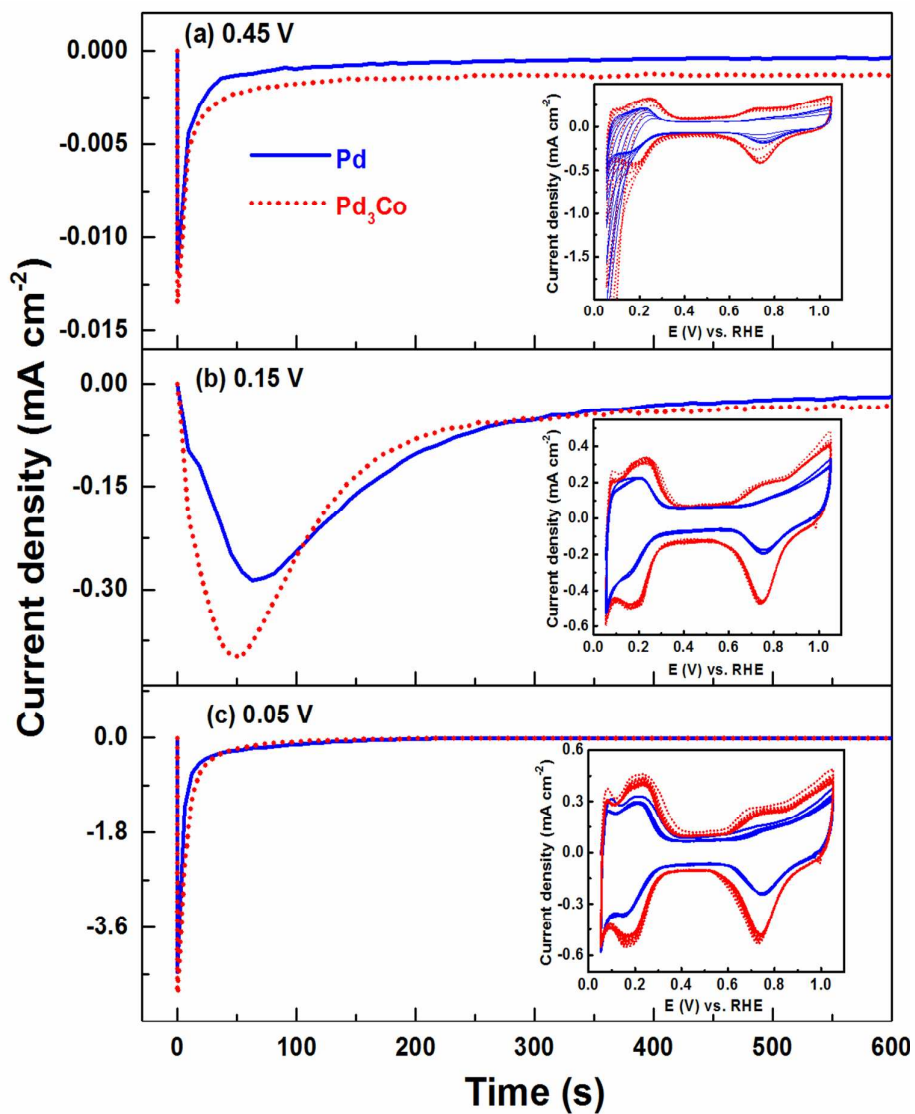 Current density (mA cm-2)
(a) 0.45 V
0.000
-0.005
-0.010
-0.015
Pd
Pd3Co
Current density (mA cm-2)
0.0
-0.5
-1.0
-1.5
0.0 0.2 0.4 0.6 0.8 1.0
E (V) vs. RHE
(b) 0.15 V
0.00
-0.15
-0.30
Current density (mA cm-2)
0.4
0.2
0.0
-0.2
-0.4
-0.6
0.0 0.2 0.4 0.6 0.8 1.0
E (V) vs. RHE
(c) 0.05 V
0.0
-1.8
-3.6
Current density (mA cm-2)
0.6
0.3
0.0
-0.3
-0.6
0.0 0.2 0.4 0.6 0.8 1.0
E (V) vs. RHE
0 100 200 300 400 500 600
Time (s)